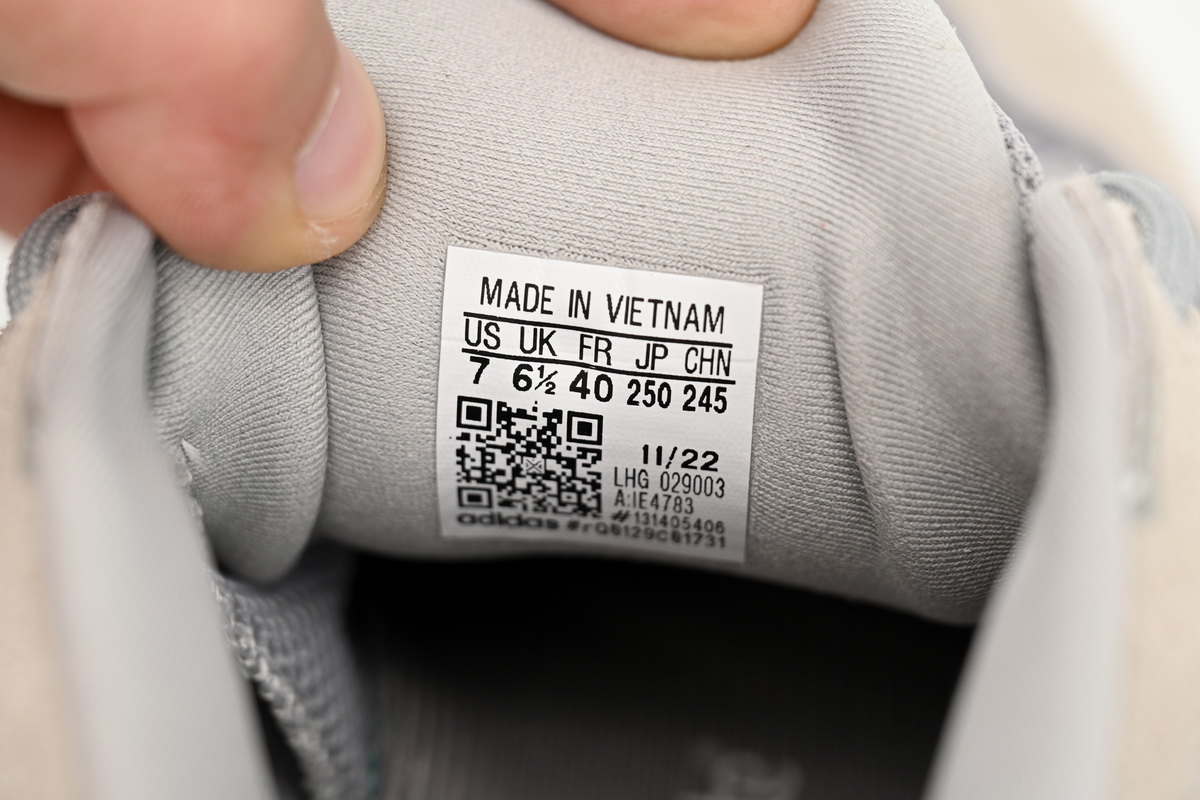 MADE IN VIETNAM
US UK FR JP CHN
7 6½ 40 250 245
11/22
LHG 029003
A:IE4783
#131405406
adidas #rQ8129C81731